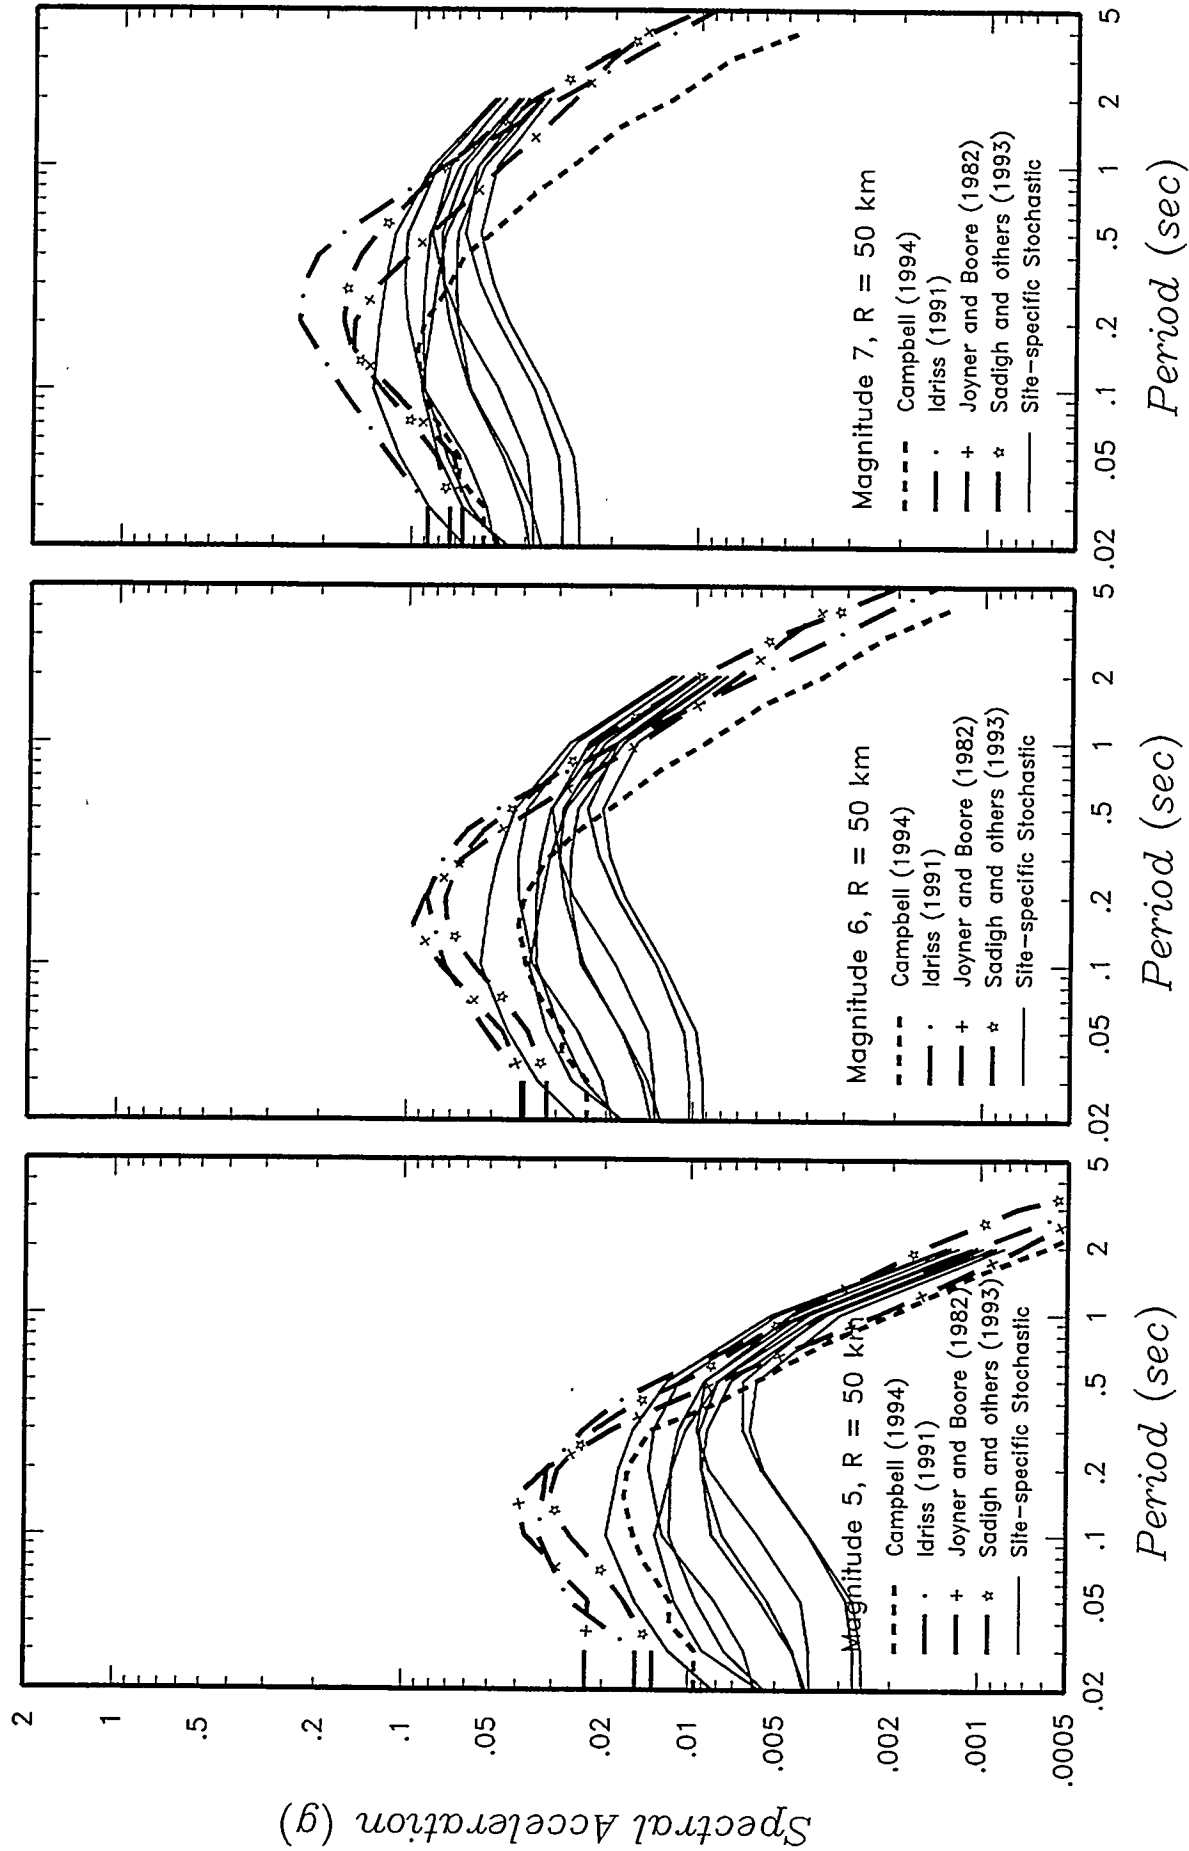 Spectral Acceleration (g)
2
1
.5
.2
.1
.05
.02
.01
.005
.002
.001
.0005
Magnitude 5, R = 50 km
Campbell (1994)
Idriss (1991)
Joyner and Boore (1982)
Sadigh and others (1993)
Site-specific Stochastic
.02
.05
.1
.2
.5
1
2
5
Period (sec)
Magnitude 6, R = 50 km
Campbell (1994)
Idriss (1991)
Joyner and Boore (1982)
Sadigh and others (1993)
Site-specific Stochastic
.02
.05
.1
.2
.5
1
2
5
Period (sec)
Magnitude 7, R = 50 km
Campbell (1994)
Idriss (1991)
Joyner and Boore (1982)
Sadigh and others (1993)
Site-specific Stochastic
.02
.05
.1
.2
.5
1
2
5
Period (sec)